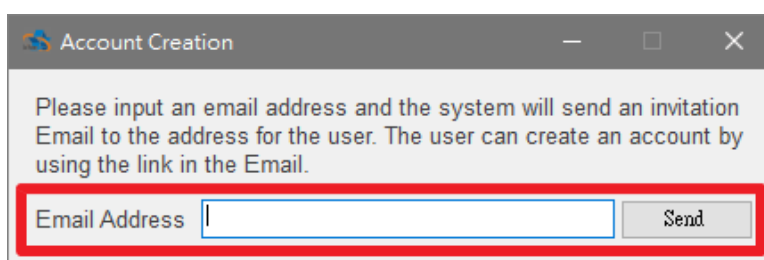 Account Creation
Please input an email address and the system will send an invitation
Email to the address for the user. The user can create an account by
using the link in the Email.
Email Address Send